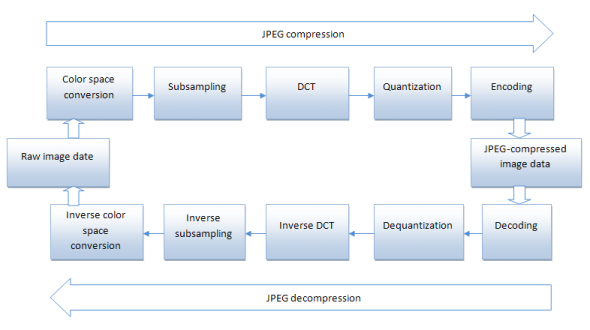 JPEG compression
Color space
conversion
Subsampling
DCT
Quantization
Encoding
Raw image date
JPEG-compressed
image data
Inverse color
space
conversion
Inverse
subsampling
Inverse DCT
Dequantization
Decoding
JPEG decompression